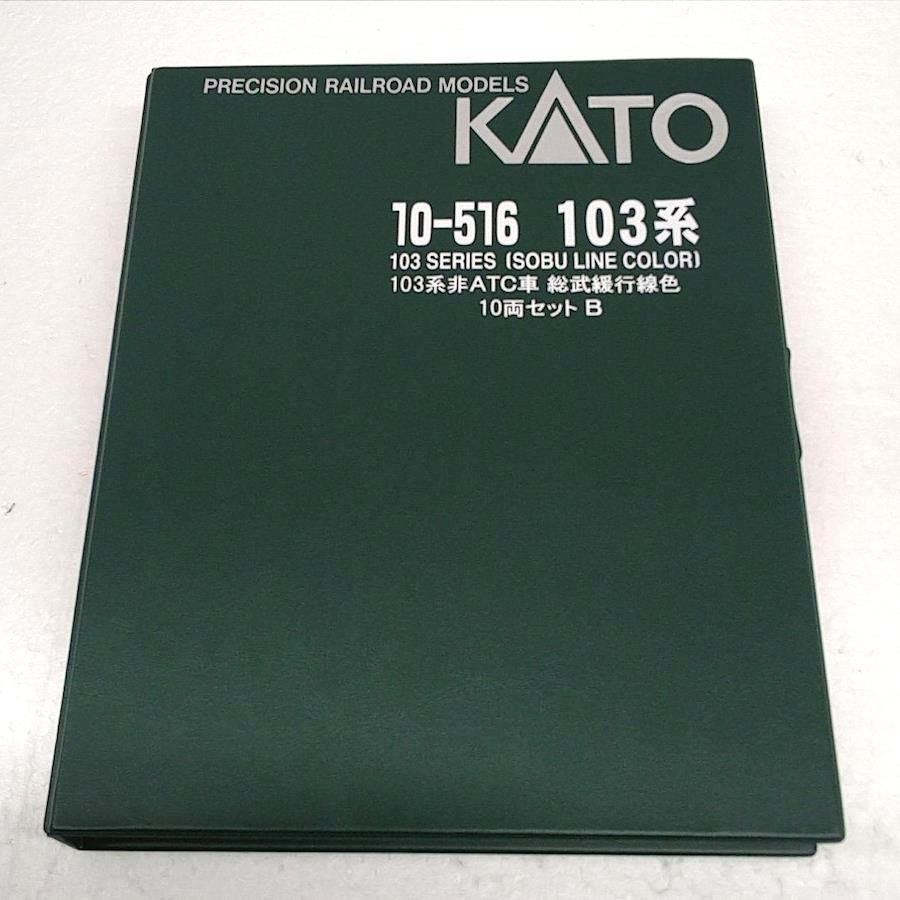 PRECISION RAILROAD MODELS
KATO
10-516 103系
103 SERIES (SOBU LINE COLOR)
103系非ATC車 総武緩行線色
10両セット B